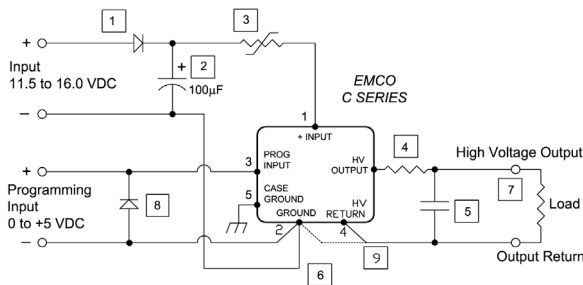 1
3
+
Input
11.5 to 16.0 VDC
−
+ 2
100µF
EMCO
C SERIES
1
+ INPUT
+
Programming
Input
0 to +5 VDC
−
8
3
PROG
INPUT
5
CASE
GROUND
GROUND
2
HV
OUTPUT
HV
RETURN
4
6
9
4
5
High Voltage Output
7
Load
Output Return